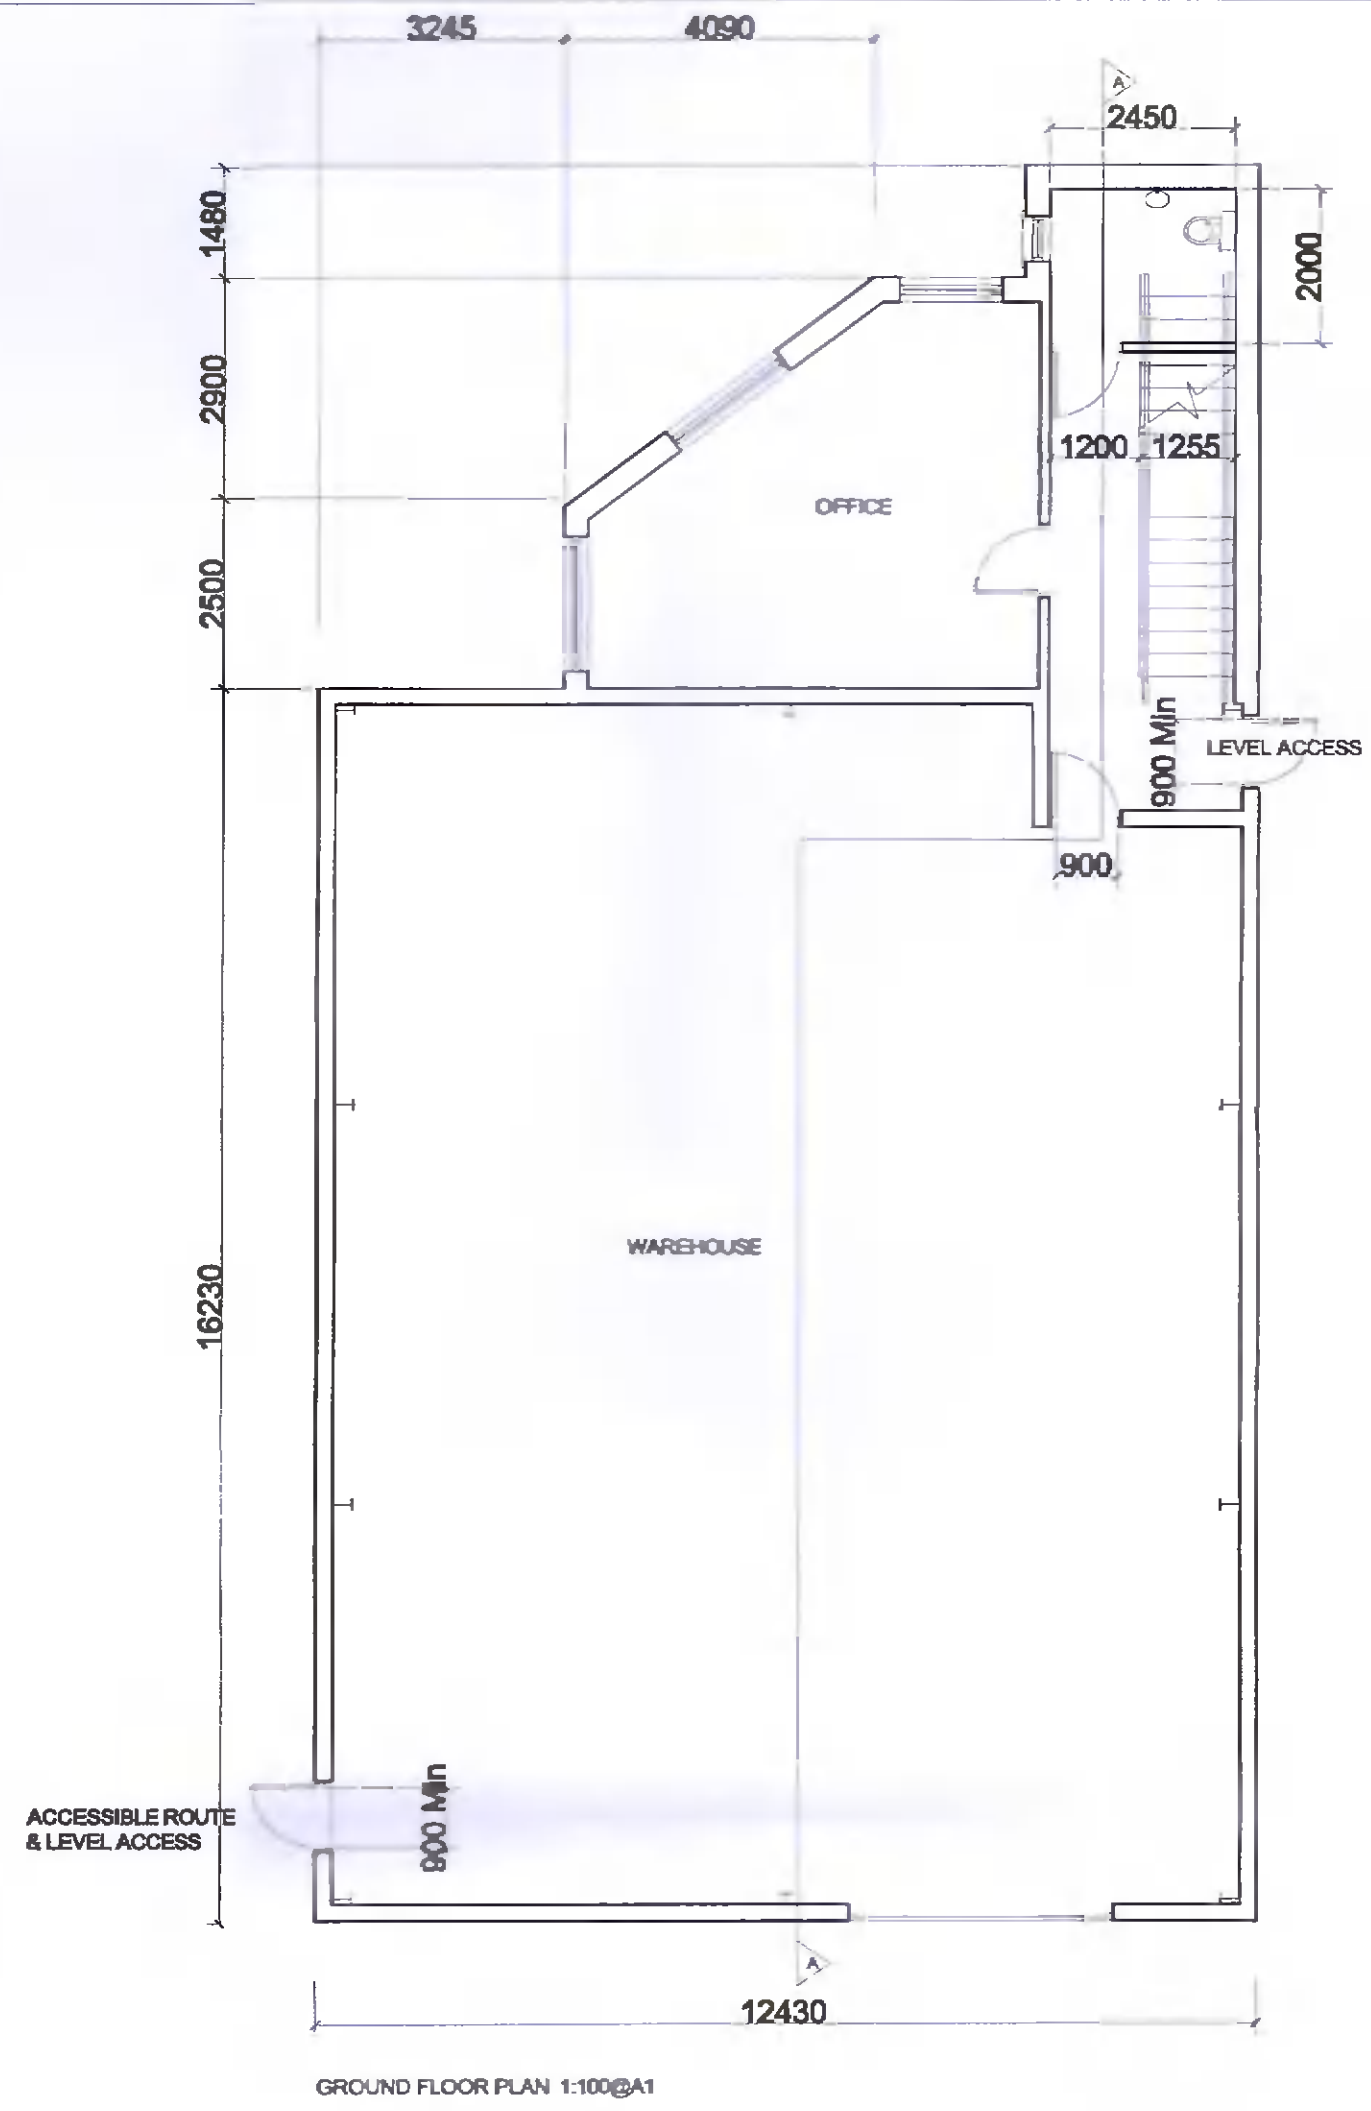 3245
4090
A
2450
1480
2000
2900
1200
1255
OFFICE
2500
900 Min
LEVEL ACCESS
900
WAREHOUSE
16230
ACCESSIBLE ROUTE
& LEVEL ACCESS
900 Min
A
12430
GROUND FLOOR PLAN 1:100@A1